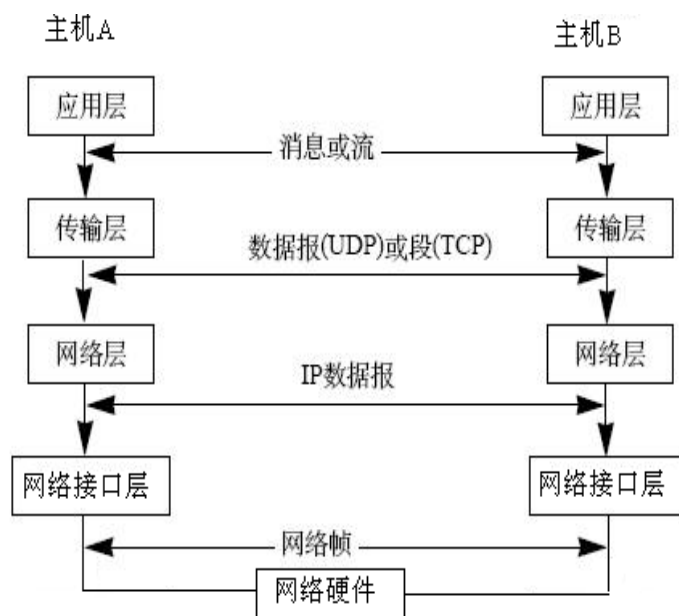 主机A
主机B
应用层
应用层
消息或流
传输层
传输层
数据报(UDP)或段(TCP)
网络层
网络层
IP数据报
网络接口层
网络接口层
网络帧
网络硬件